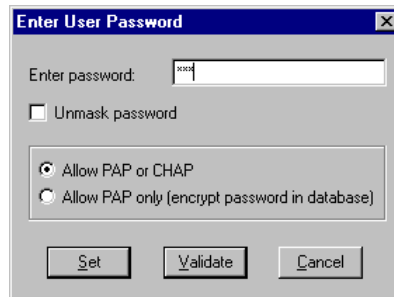 Enter User Password
Enter password:
***
Unmask password
Allow PAP or CHAP
Allow PAP only (encrypt password in database)
Set Validate Cancel